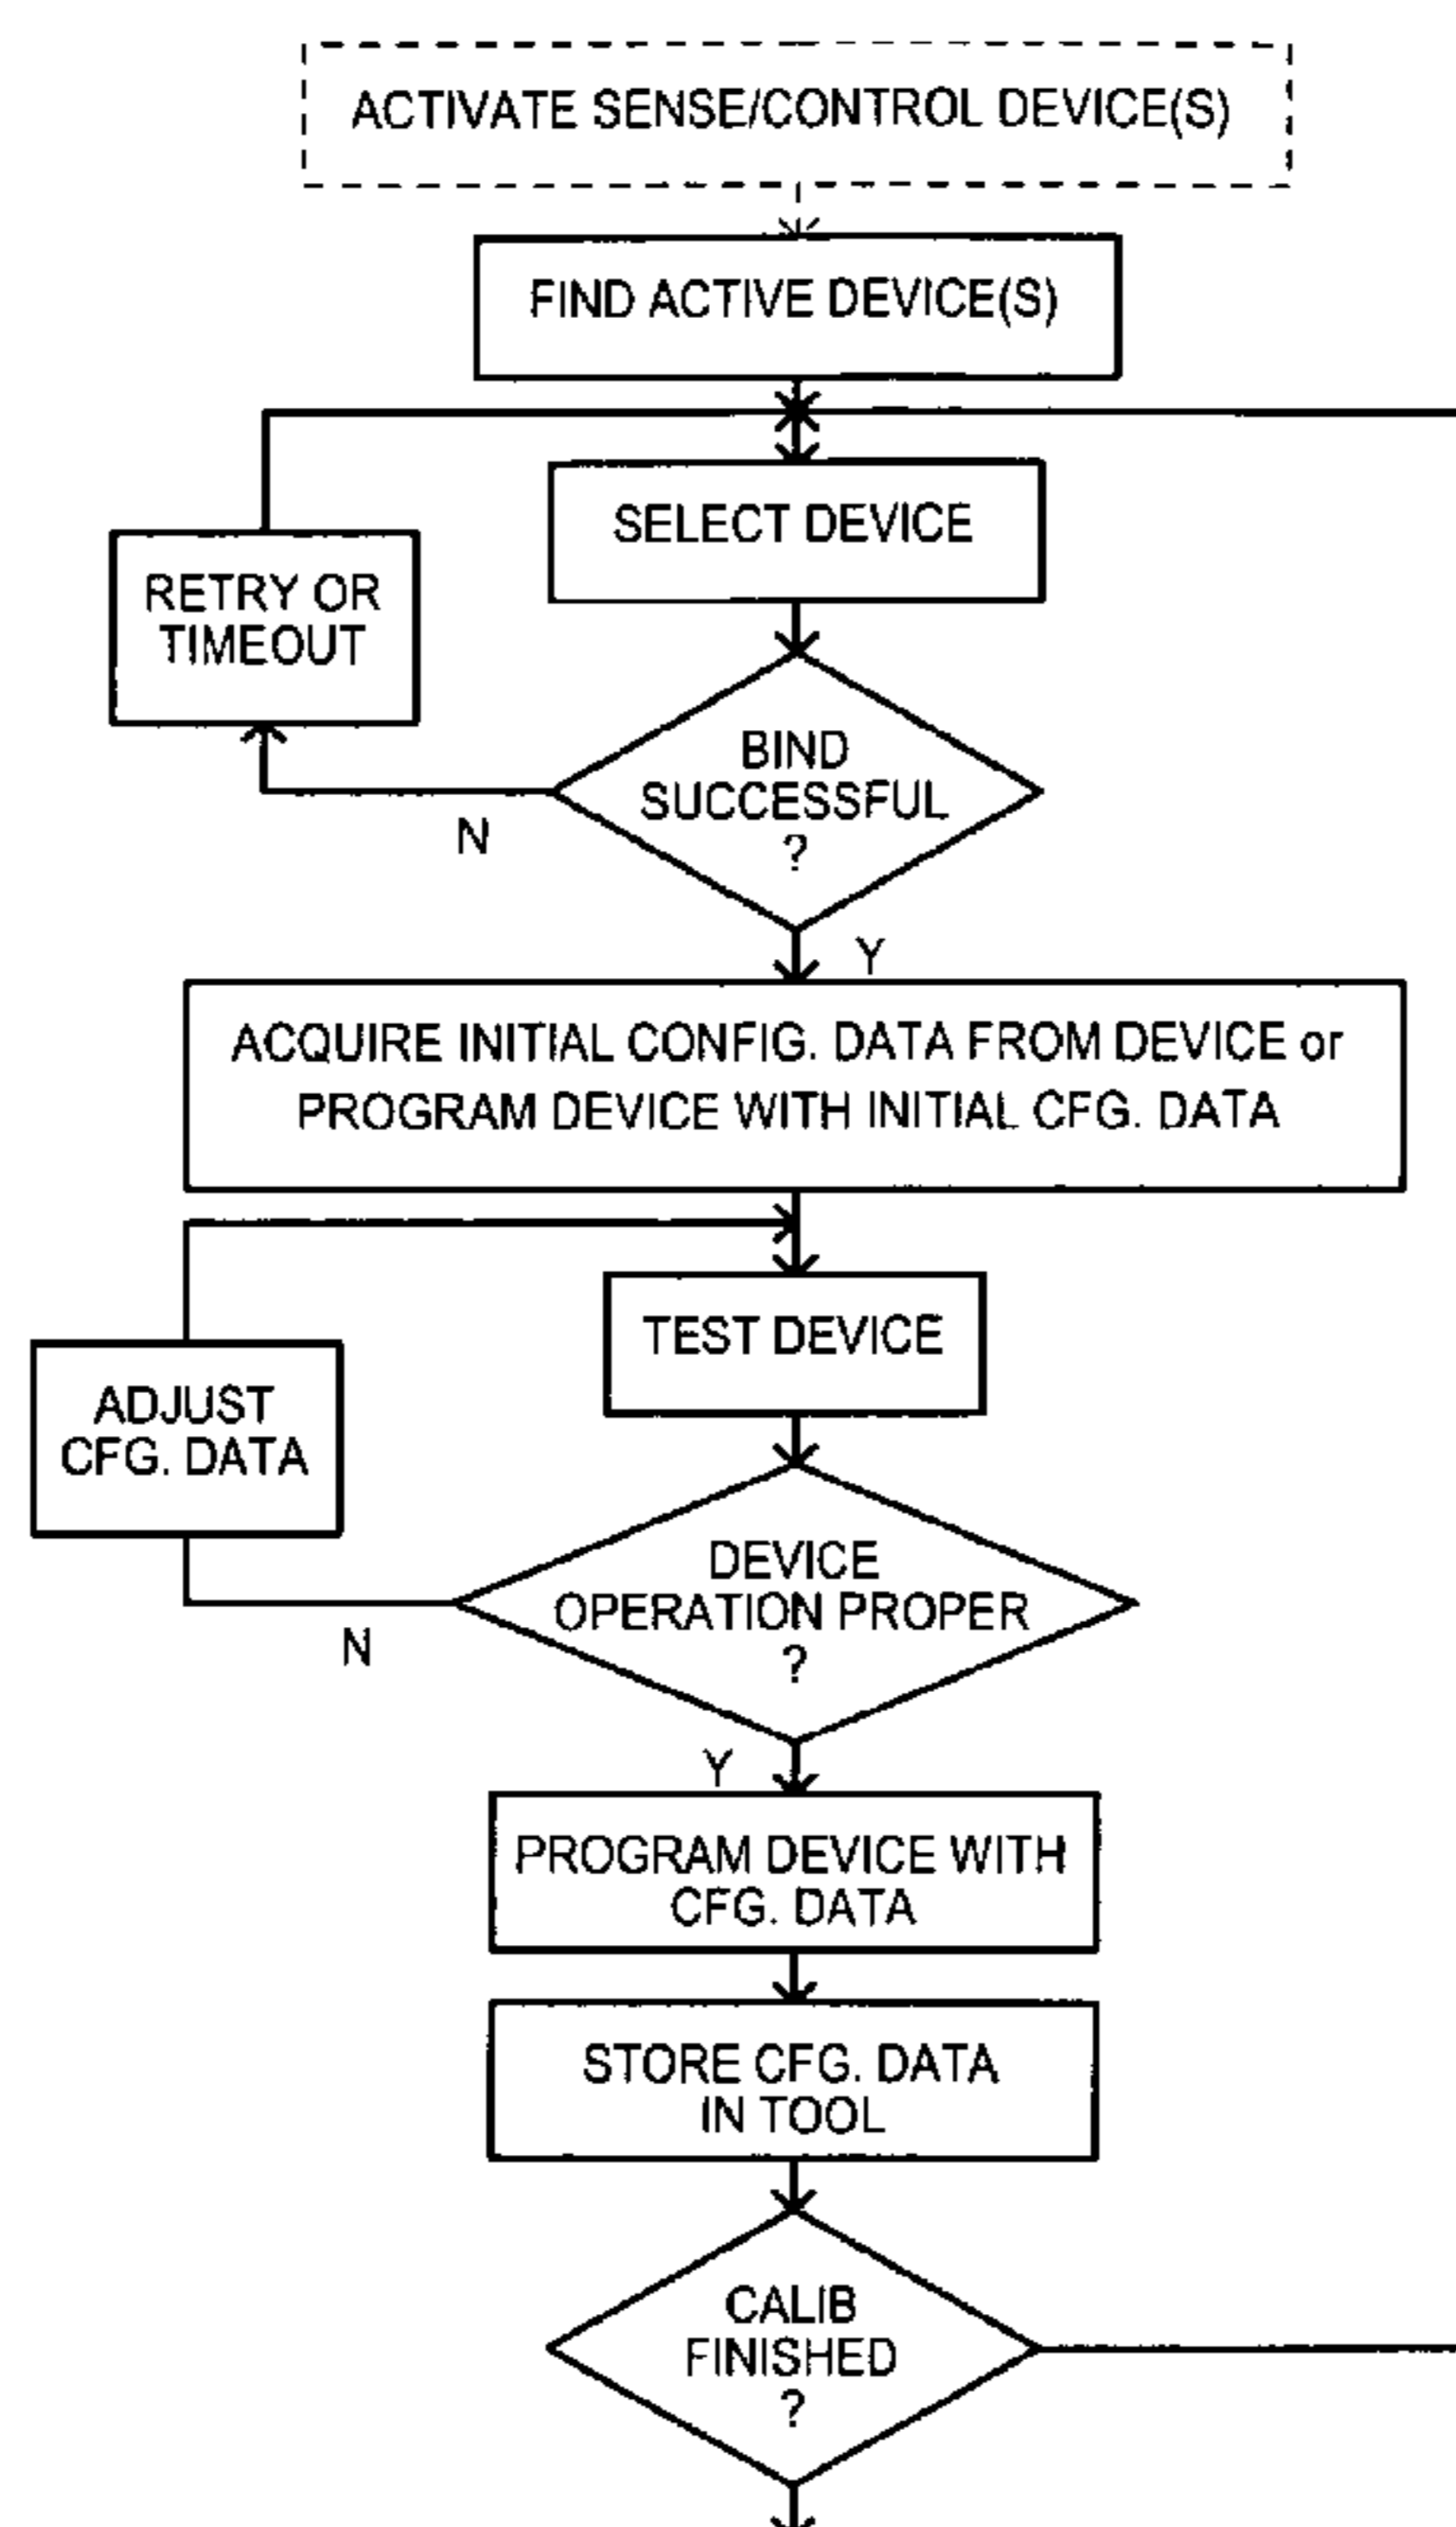 ACTIVATE SENSE/CONTROL DEVICE(S)
FIND ACTIVE DEVICE(S)
SELECT DEVICE
RETRY OR
TIMEOUT
BIND
SUCCESSFUL
?
N
Y
ACQUIRE INITIAL CONFIG. DATA FROM DEVICE or
PROGRAM DEVICE WITH INITIAL CFG. DATA
TEST DEVICE
ADJUST
CFG. DATA
DEVICE
OPERATION PROPER
?
N
Y
PROGRAM DEVICE WITH
CFG. DATA
STORE CFG. DATA
IN TOOL
CALIB
FINISHED
?